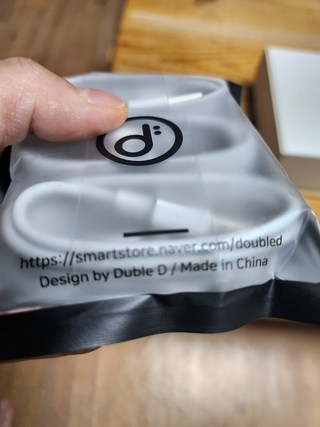 https://smartstore.naver.com/doubled
Design by Duble D / Made in China